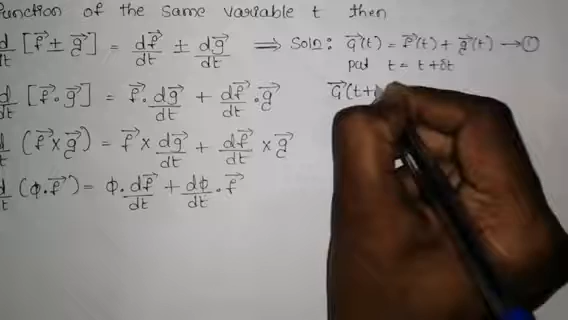 function of the same variable t then
d/dt [f⃗ ± g⃗] = df⃗/dt ± dg⃗/dt ⟹ Soln: G⃗(t) = f⃗(t) + g⃗(t) → ①
put t = t + δt
d/dt [f⃗ · g⃗] = f⃗ · dg⃗/dt + df⃗/dt · g⃗
G⃗(t+
d/dt (f⃗ × g⃗) = f⃗ × dg⃗/dt + df⃗/dt × g⃗
d/dt (ϕ · f⃗) = ϕ · df⃗/dt + dϕ/dt · f⃗